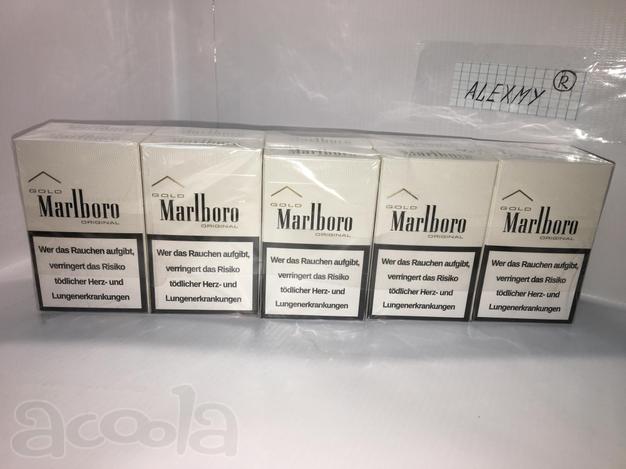 ALEXMY ®
Marlboro
Marlboro
Marlboro
GOLD
Marlboro
ORIGINAL
GOLD
Marlboro
ORIGINAL
GOLD
Marlboro
ORIGINAL
GOLD
Marlboro
ORIGINAL
GOLD
Marlboro
ORIGINAL
Wer das Rauchen aufgibt,
verringert das Risiko
tödlicher Herz- und
Lungenerkrankungen
Wer das Rauchen aufgibt,
verringert das Risiko
tödlicher Herz- und
Lungenerkrankungen
Wer das Rauchen aufgibt,
verringert das Risiko
tödlicher Herz- und
Lungenerkrankungen
Wer das Rauchen aufgibt,
verringert das Risiko
tödlicher Herz- und
Lungenerkrankungen
Wer das Rauchen aufgibt,
verringert das Risiko
tödlicher Herz- und
Lungenerkrankungen
acoola